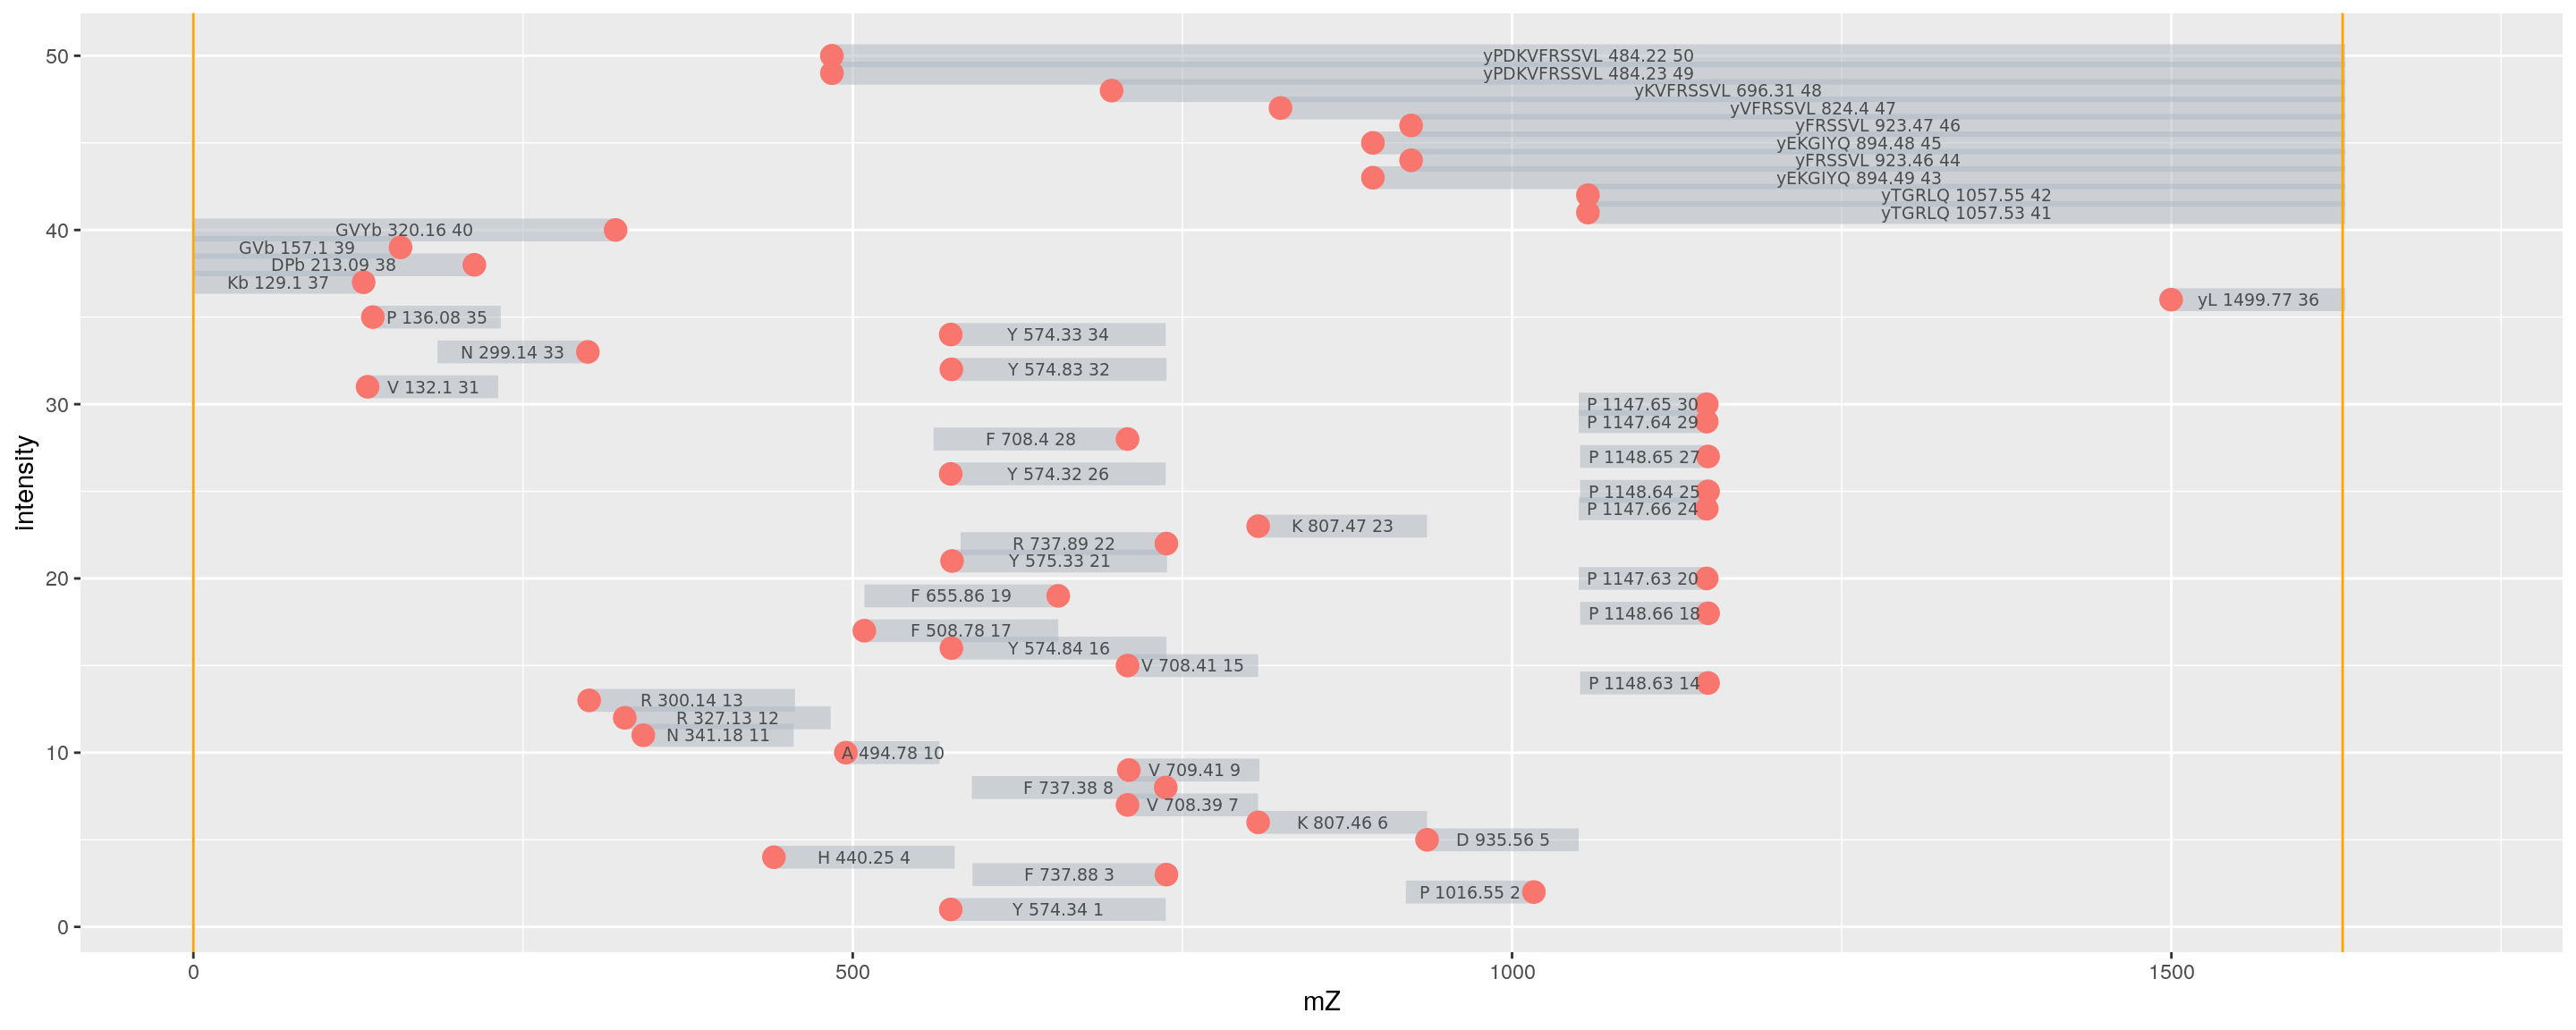 50
40
30
20
10
0
intensity
yPDKVFRSSVL 484.22 50
yPDKVFRSSVL 484.23 49
yKVFRSSVL 696.31 48
yVFRSSVL 824.4 47
yFRSSVL 923.47 46
yEKGIYQ 894.48 45
yFRSSVL 923.46 44
yEKGIYQ 894.49 43
yTGRLQ 1057.55 42
yTGRLQ 1057.53 41
GVYb 320.16 40
GVb 157.1 39
DPb 213.09 38
Kb 129.1 37
yL 1499.77 36
P 136.08 35
Y 574.33 34
N 299.14 33
Y 574.83 32
V 132.1 31
P 1147.65 30
P 1147.64 29
F 708.4 28
P 1148.65 27
Y 574.32 26
P 1148.64 25
P 1147.66 24
K 807.47 23
R 737.89 22
Y 575.33 21
P 1147.63 20
F 655.86 19
P 1148.66 18
F 508.78 17
Y 574.84 16
V 708.41 15
P 1148.63 14
R 300.14 13
R 327.13 12
N 341.18 11
A 494.78 10
V 709.41 9
F 737.38 8
V 708.39 7
K 807.46 6
D 935.56 5
H 440.25 4
F 737.88 3
P 1016.55 2
Y 574.34 1
0 500 1000 1500
mZ